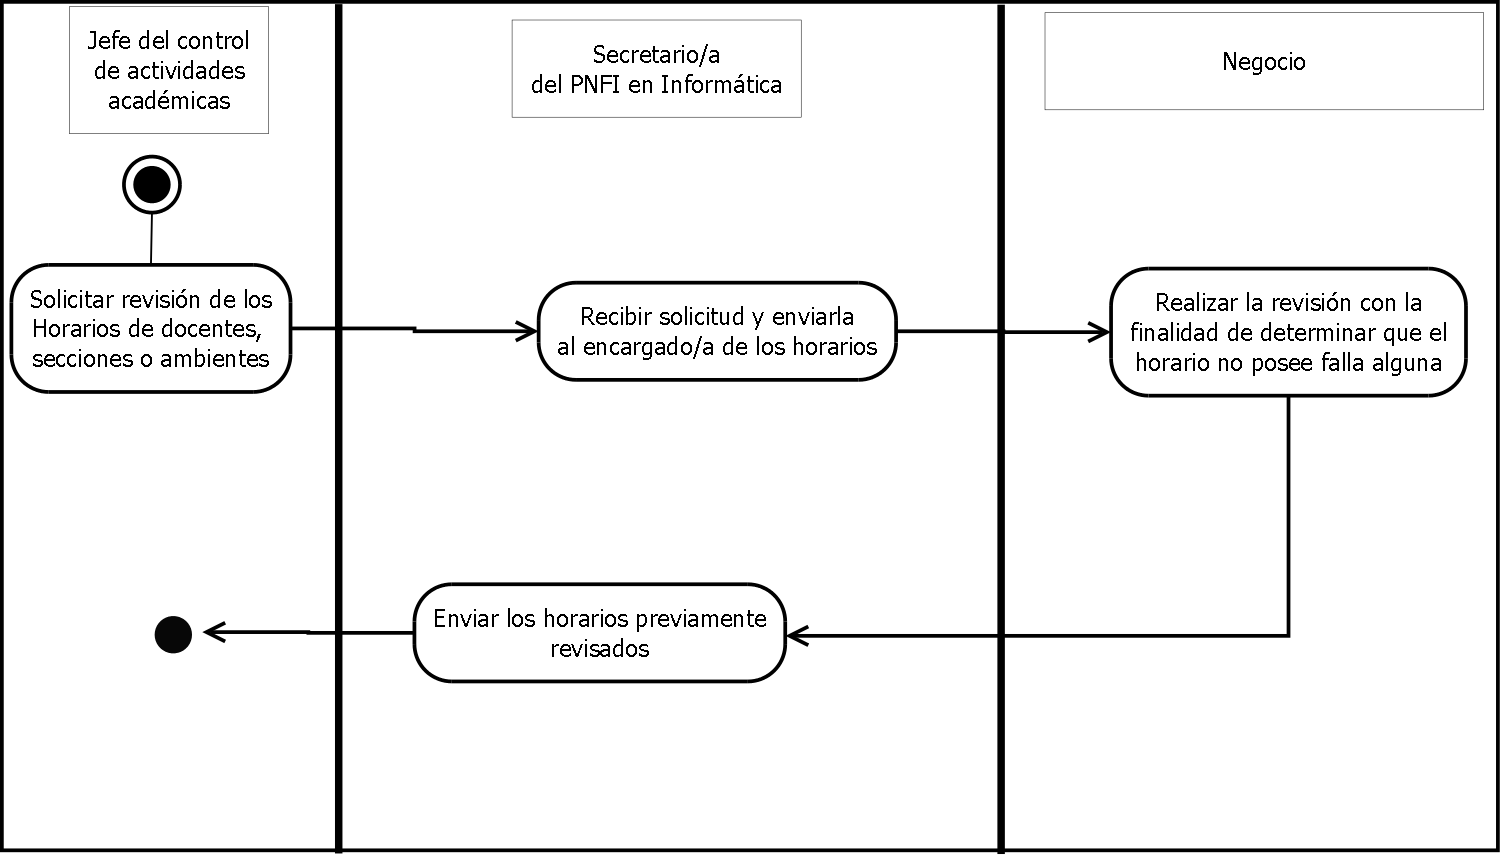 Jefe del control
de actividades
académicas
Secretario/a
del PNFI en Informática
Negocio
Solicitar revisión de los
Horarios de docentes,
secciones o ambientes
Recibir solicitud y enviarla
al encargado/a de los horarios
Realizar la revisión con la
finalidad de determinar que el
horario no posee falla alguna
Enviar los horarios previamente
revisados